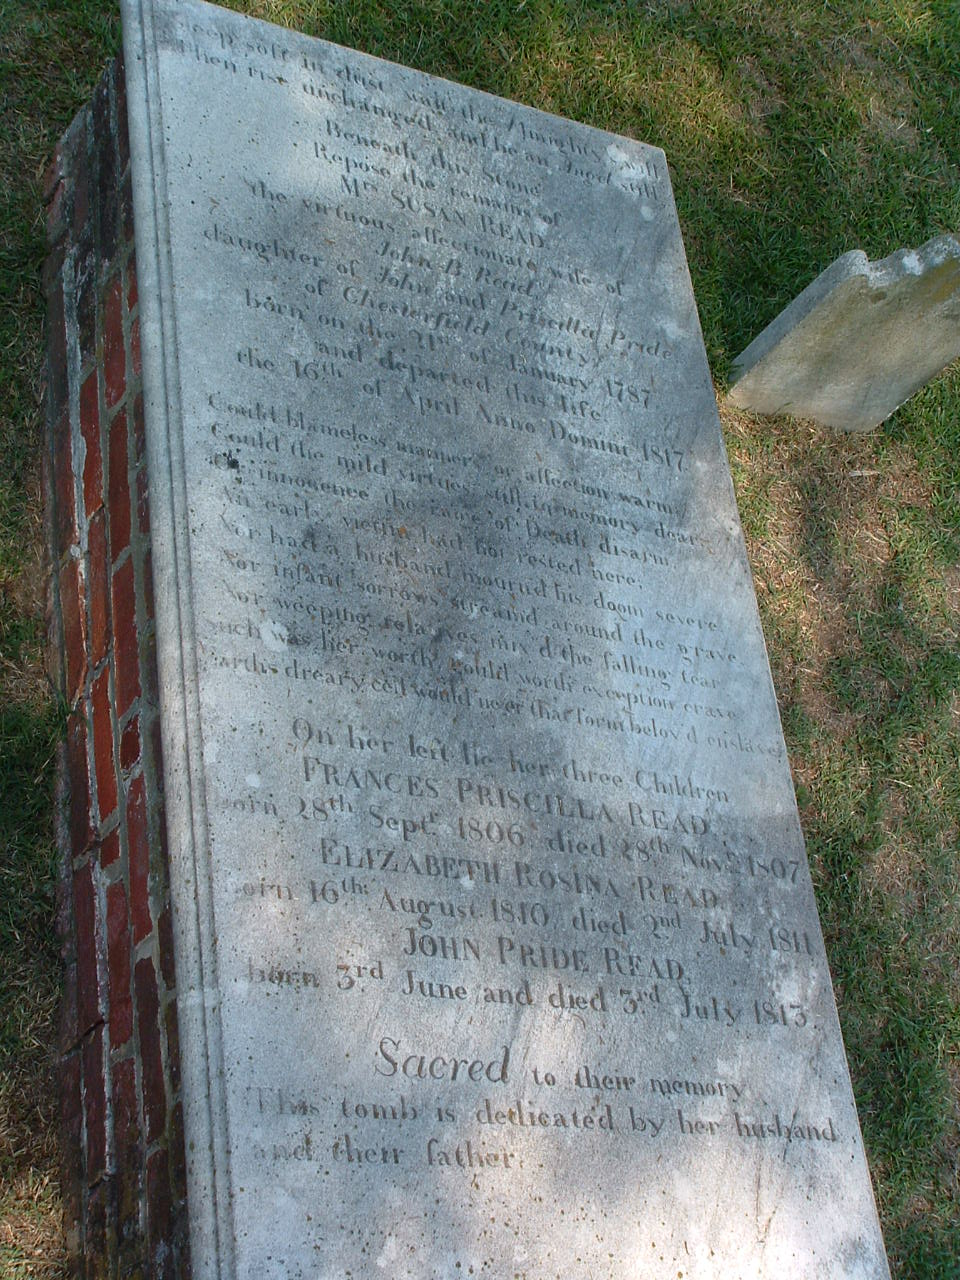 sleep soft in dust wait the Almighty's will
Then rise unchanged and be an Angel still
Beneath this Stone
Repose the remains of
Mrs SUSAN READ
the virtuous affectionate wife of
John B. Read
daughter of John and Priscilla Pride
of Chesterfield County
born on the 21st of January 1787
and departed this life
the 16th of April Anno Domini 1817
Could blameless manners or affection warm
Could the mild virtues still in memory dear
Or innocence the rage of Death disarm
An early victim had not rested here;
Nor had a husband mournd his doom severe
Nor infant sorrows streamd around the grave
Nor weeping relatives mix'd the falling tear
such was her worth could worth exception crave
Earths dreary ceil would never that form belov'd enslave
On her left lie her three Children
FRANCES PRISCILLA READ
born 28th Septr 1806 died 28th Novr 1807
ELIZABETH ROSINA READ
born 16th August 1810 died 2nd July 1811
JOHN PRIDE READ,
born 3rd June and died 3rd July 1813
Sacred to their memory
This tomb is dedicated by her husband
and their father.